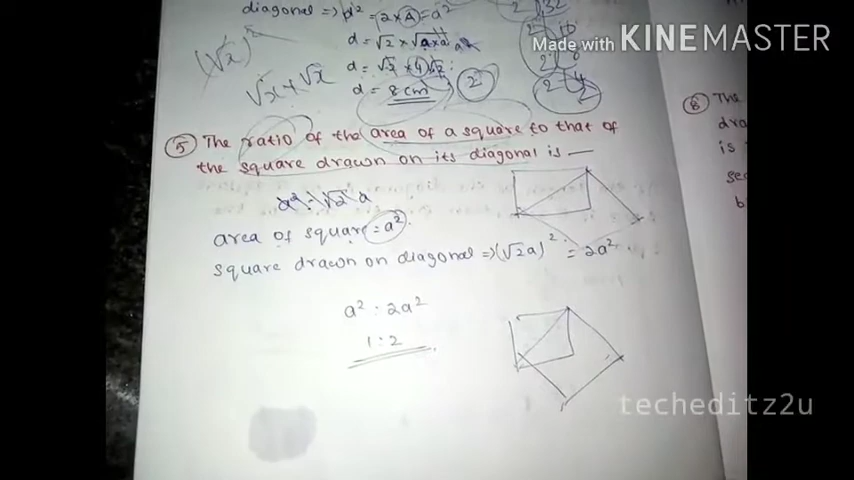 diagonal ⇒ d² = (2 × A) = a²
d = √2 × √a×a
d = √2 × 4√2
d = 8 cm
2
(√x)²
√x + √x
Made with KINEMASTER
5 The ratio of the area of a square to that of
the square drawn on its diagonal is —
a² : √2 a
area of square = a²
square drawn on diagonal ⇒ (√2a)² = 2a²
a² : 2a²
1 : 2
8 The
dra
is
sec
b
techeditz2u